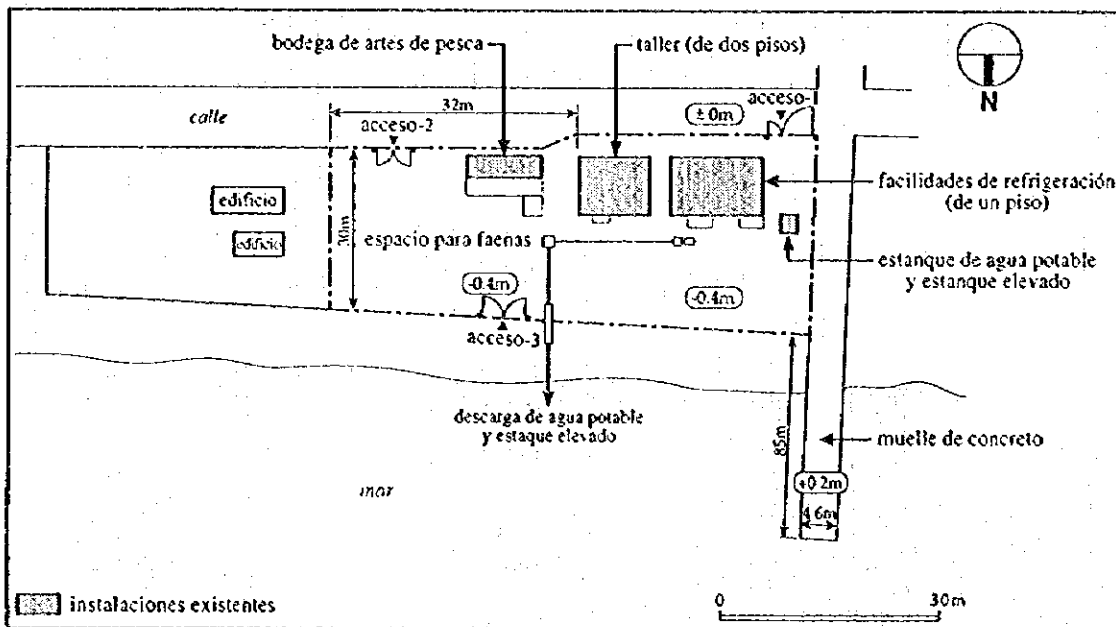 bodega de artes de pesca
taller (de dos pisos)
N
calle
32m
acceso-2
±0m
acceso-
edificio
edificio
30m
espacio para faenas
facilidades de refrigeración
(de un piso)
estanque de agua potable
y estanque elevado
-0.4m
-0.4m
acceso-3
descarga de agua potable
y estaque elevado
85m
muelle de concreto
mar
+0.2m
4.6m
instalaciones existentes
0
30m